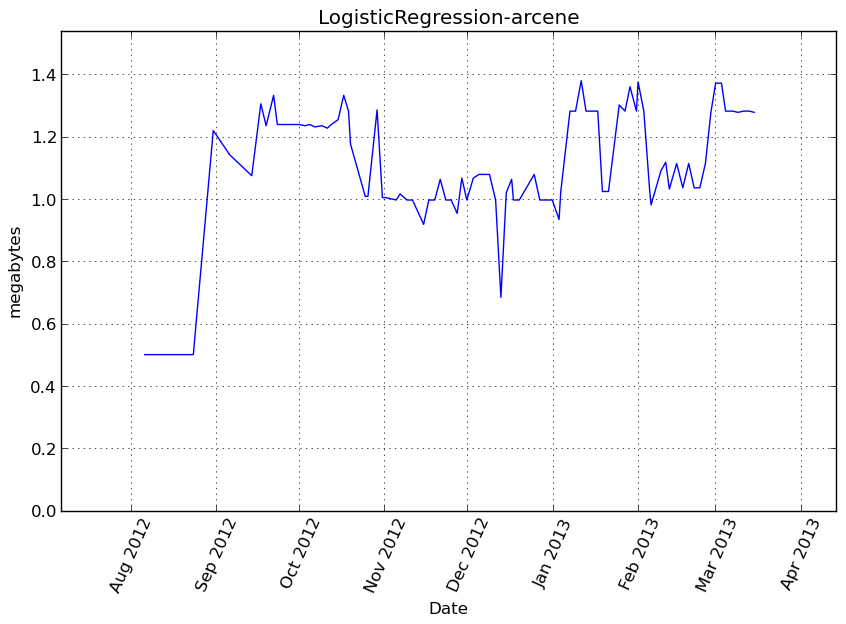 LogisticRegression-arcene
1.4
1.2
1.0
0.8
0.6
0.4
0.2
0.0
megabytes
Aug 2012
Sep 2012
Oct 2012
Nov 2012
Dec 2012
Jan 2013
Feb 2013
Mar 2013
Apr 2013
Date